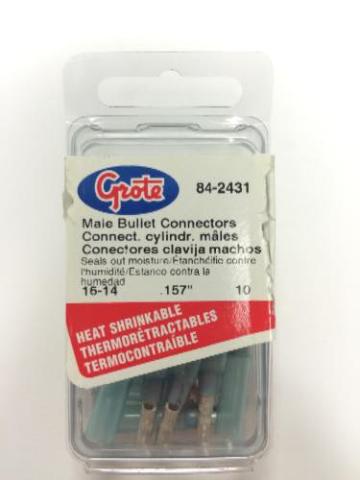 Grote
84-2431
Male Bullet Connectors
Connect. cylindr. mâles
Conectores clavija machos
Seals out moisture/Étanchéific contre
l'humidité/Estanco contra la
humedad
16-14 .157" 10
HEAT SHRINKABLE
THERMORÉTRACTABLES
TERMOCONTRAÍBLE